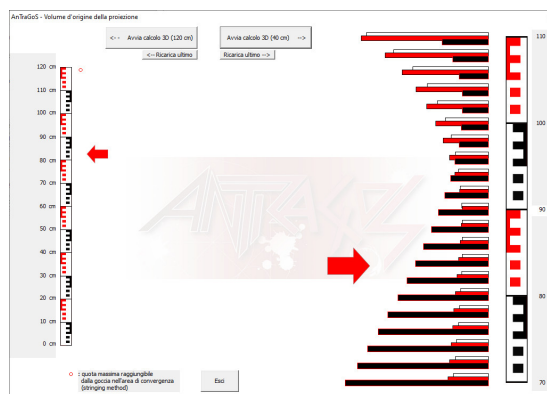 AnTraGoS - Volume d'origine della proiezione
<-- Avvia calcolo 3D (120 cm)
Avvia calcolo 3D (40 cm) -->
<-- Ricarica ultimo
Ricarica ultimo -->
120 cm
110 cm
100 cm
90 cm
80 cm
70 cm
60 cm
50 cm
40 cm
30 cm
20 cm
10 cm
0 cm
110
100
90
80
70
ANTRAGOS
: quota massima raggiungibile
dalla goccia nell'area di convergenza
(stringing method)
Esci